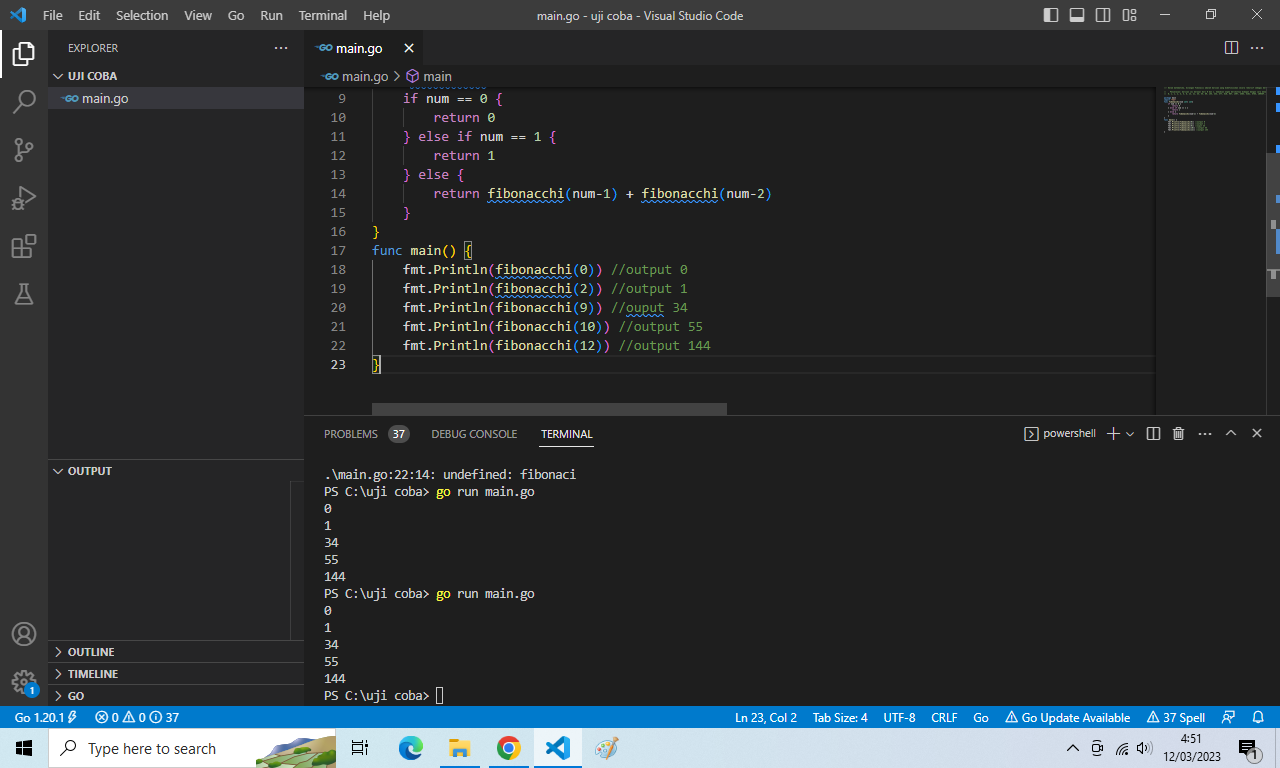 File Edit Selection View Go Run Terminal Help main.go - uji coba - Visual Studio Code
EXPLORER
UJI COBA
GO main.go
GO main.go
GO main.go > main
9 if num == 0 {
10 return 0
11 } else if num == 1 {
12 return 1
13 } else {
14 return fibonacchi(num-1) + fibonacchi(num-2)
15 }
16 }
17 func main() {
18 fmt.Println(fibonacchi(0)) //output 0
19 fmt.Println(fibonacchi(2)) //output 1
20 fmt.Println(fibonacchi(9)) //ouput 34
21 fmt.Println(fibonacchi(10)) //output 55
22 fmt.Println(fibonacchi(12)) //output 144
23 }
OUTPUT
OUTLINE
TIMELINE
GO
1
PROBLEMS 37 DEBUG CONSOLE TERMINAL powershell
.\main.go:22:14: undefined: fibonaci
PS C:\uji coba> go run main.go
0
1
34
55
144
PS C:\uji coba> go run main.go
0
1
34
55
144
PS C:\uji coba>
Go 1.20.1 0 0 37 Ln 23, Col 2 Tab Size: 4 UTF-8 CRLF Go Go Update Available 37 Spell
Type here to search
4:51
12/03/2023
1